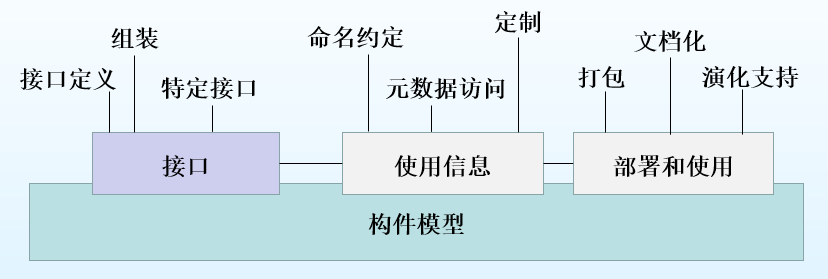 定制
组装
命名约定
文档化
接口定义
特定接口
元数据访问
打包
演化支持
接口
使用信息
部署和使用
构件模型